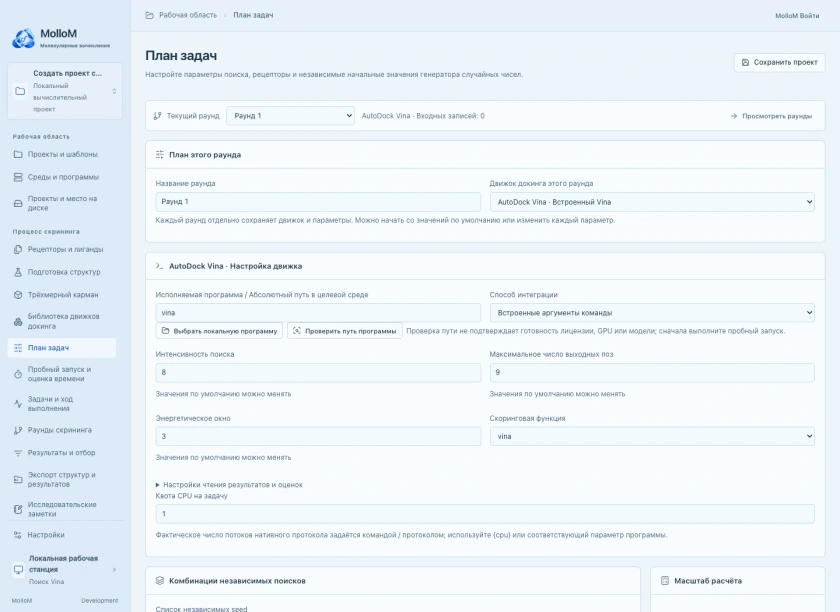 MolloM
Молекулярные вычисления
Создать проект с...
Локальный
вычислительный
проект
Рабочая область
Проекты и шаблоны
Среды и программы
Проекты и место на
диске
Процесс скрининга
Рецепторы и лиганды
Подготовка структур
Трёхмерный карман
Библиотека движков
докинга
План задач
Пробный запуск и
оценка времени
Задачи и ход
выполнения
Раунды скрининга
Результаты и отбор
Экспорт структур и
результатов
Исследовательские
заметки
Настройки
Локальная рабочая
станция
Поиск Vina
MolloM Development
Рабочая область План задач
MolloM Войти
План задач
Настройте параметры поиска, рецепторы и независимые начальные значения генератора случайных чисел.
Сохранить проект
Текущий раунд Раунд 1 AutoDock Vina · Входных записей: 0 Просмотреть раунды
План этого раунда
Название раунда Движок докинга этого раунда
Раунд 1 AutoDock Vina · Встроенный Vina
Каждый раунд отдельно сохраняет движок и параметры. Можно начать со значений по умолчанию или изменить каждый параметр.
AutoDock Vina · Настройка движка
Исполняемая программа / Абсолютный путь в целевой среде Способ интеграции
vina Встроенные аргументы команды
Выбрать локальную программу Проверить путь программы Проверка пути не подтверждает готовность лицензии, GPU или модели; сначала выполните пробный запуск.
Интенсивность поиска Максимальное число выходных поз
8 9
Значения по умолчанию можно менять Значения по умолчанию можно менять
Энергетическое окно Скоринговая функция
3 vina
Значения по умолчанию можно менять
Настройки чтения результатов и оценок
Квота CPU на задачу
1
Фактическое число потоков нативного протокола задаётся командой / протоколом; используйте {cpu} или соответствующий параметр программы.
Комбинации независимых поисков Масштаб расчёта
Список независимых seed